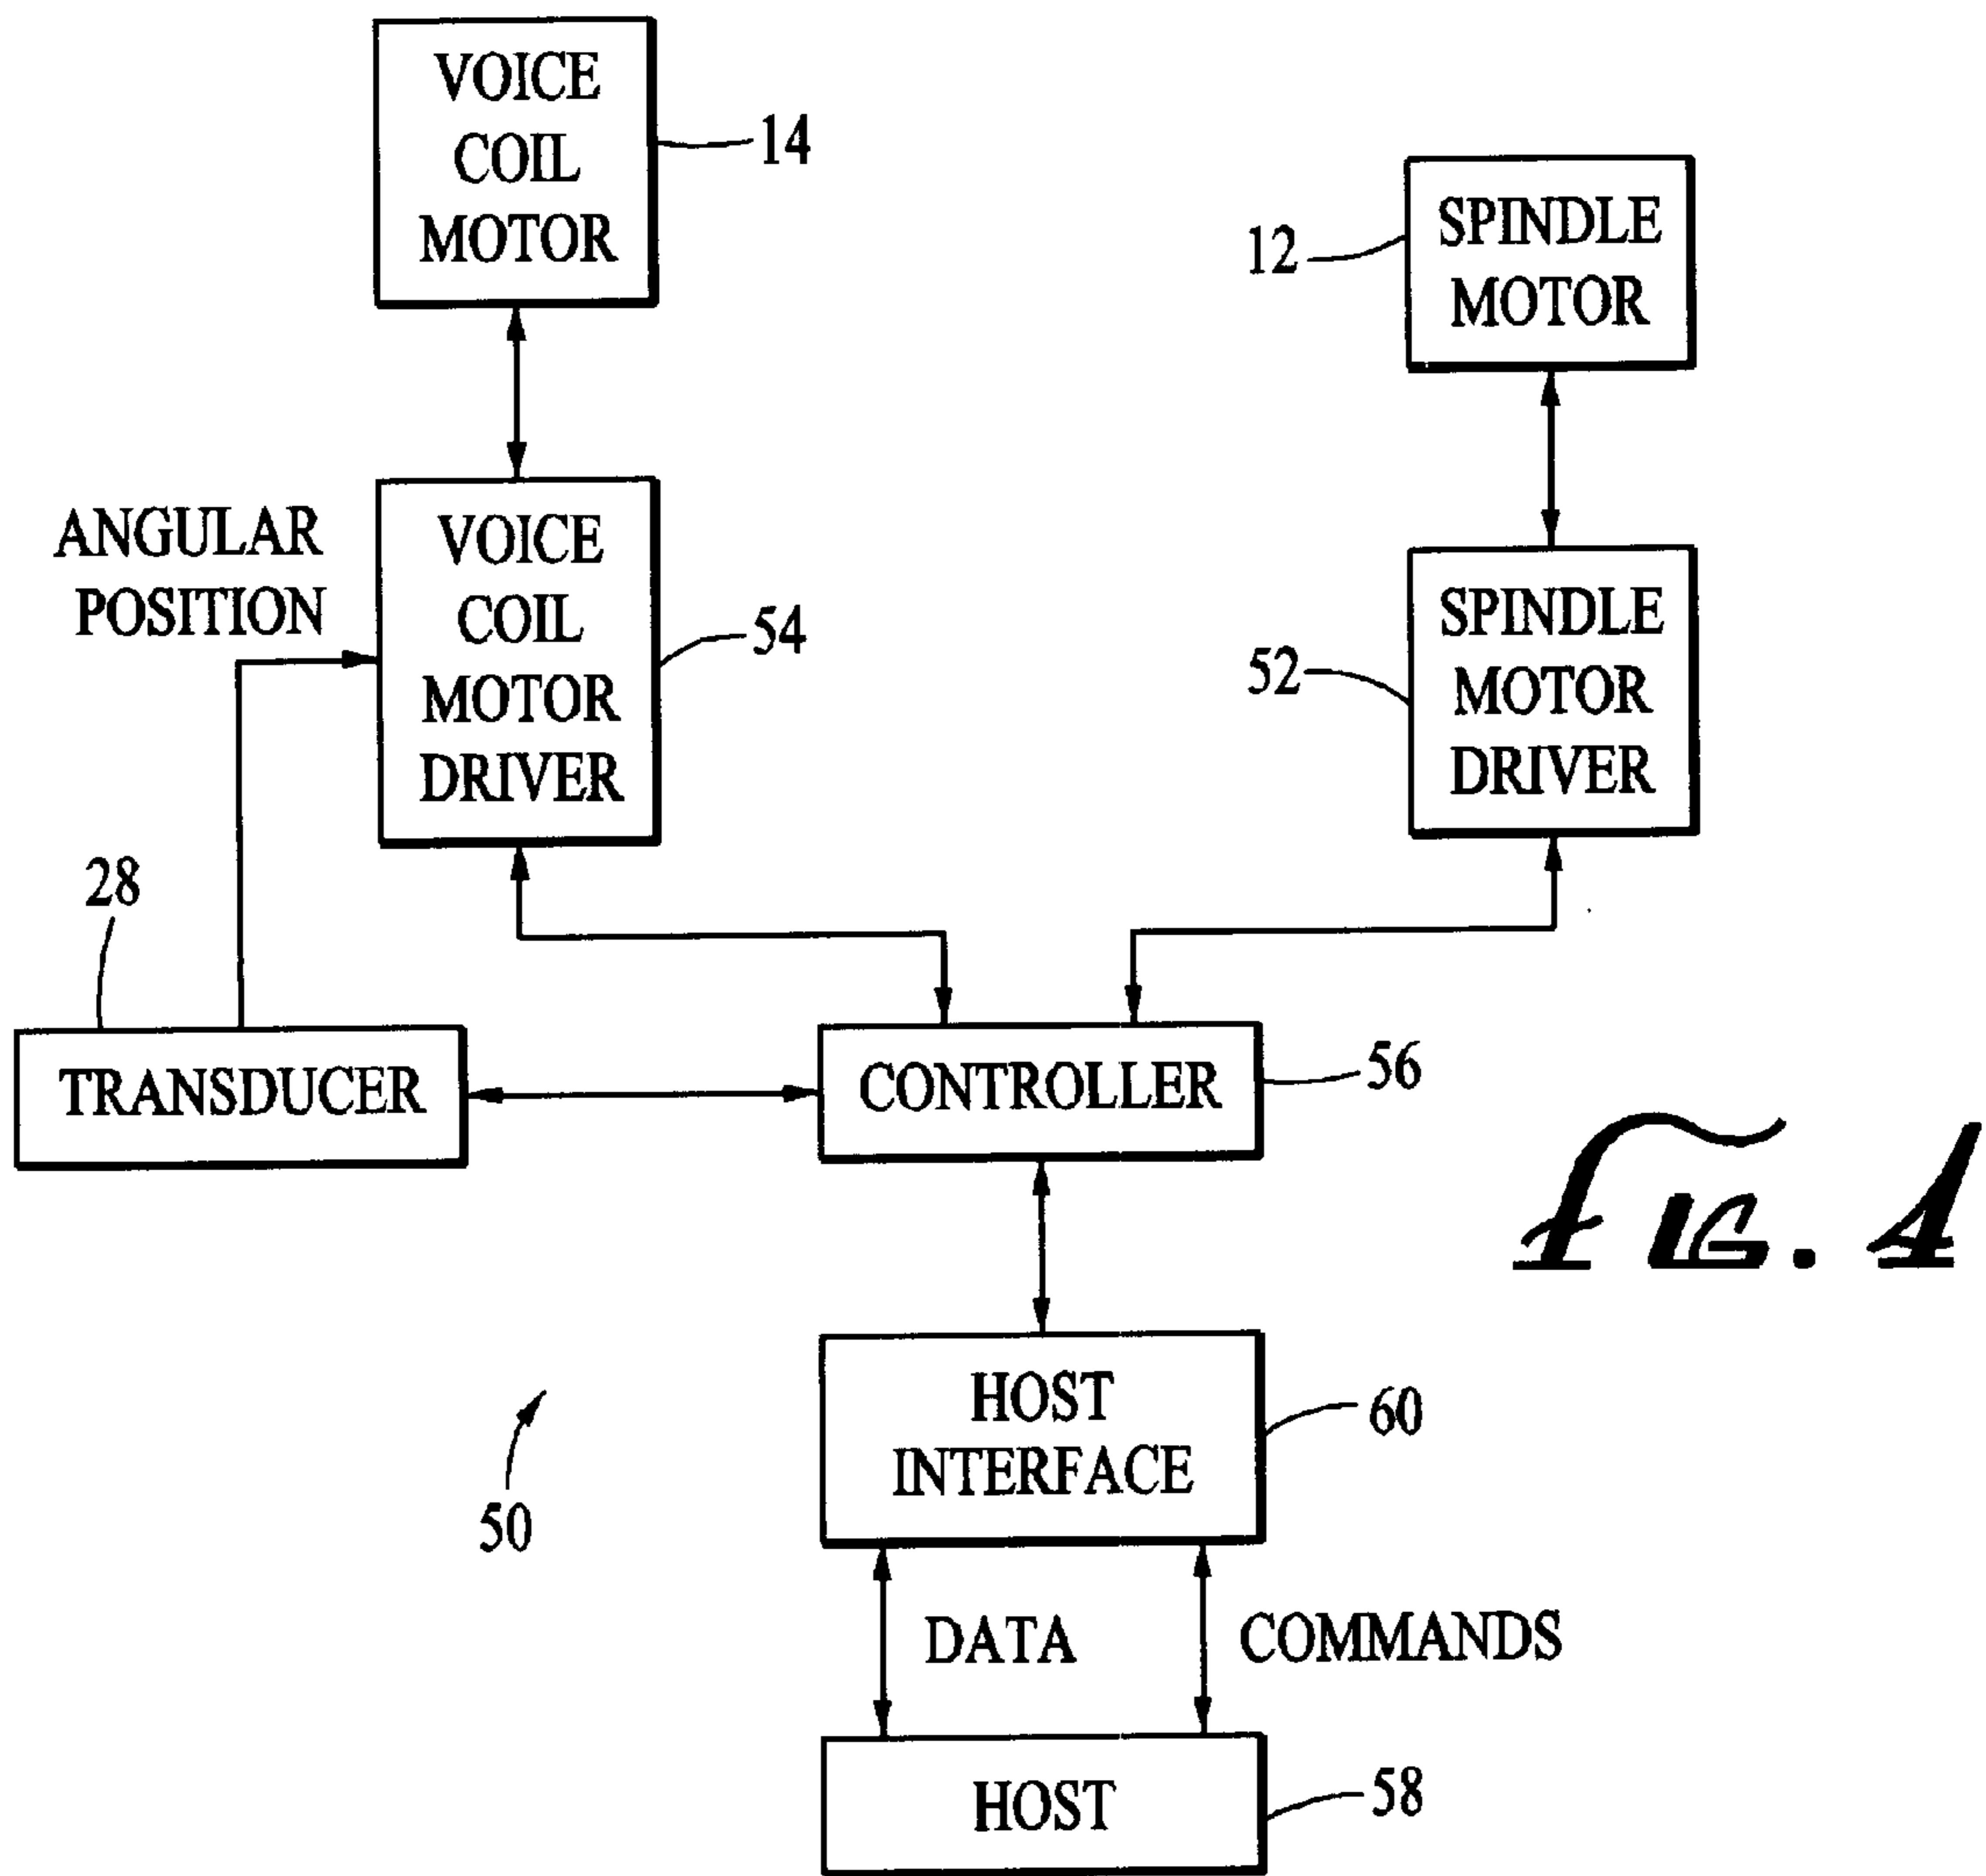 VOICE
COIL
MOTOR
14
SPINDLE
MOTOR
12
ANGULAR
POSITION
VOICE
COIL
MOTOR
DRIVER
54
SPINDLE
MOTOR
DRIVER
52
28
TRANSDUCER
CONTROLLER
56
FIG. 4
HOST
INTERFACE
60
50
DATA
COMMANDS
HOST
58